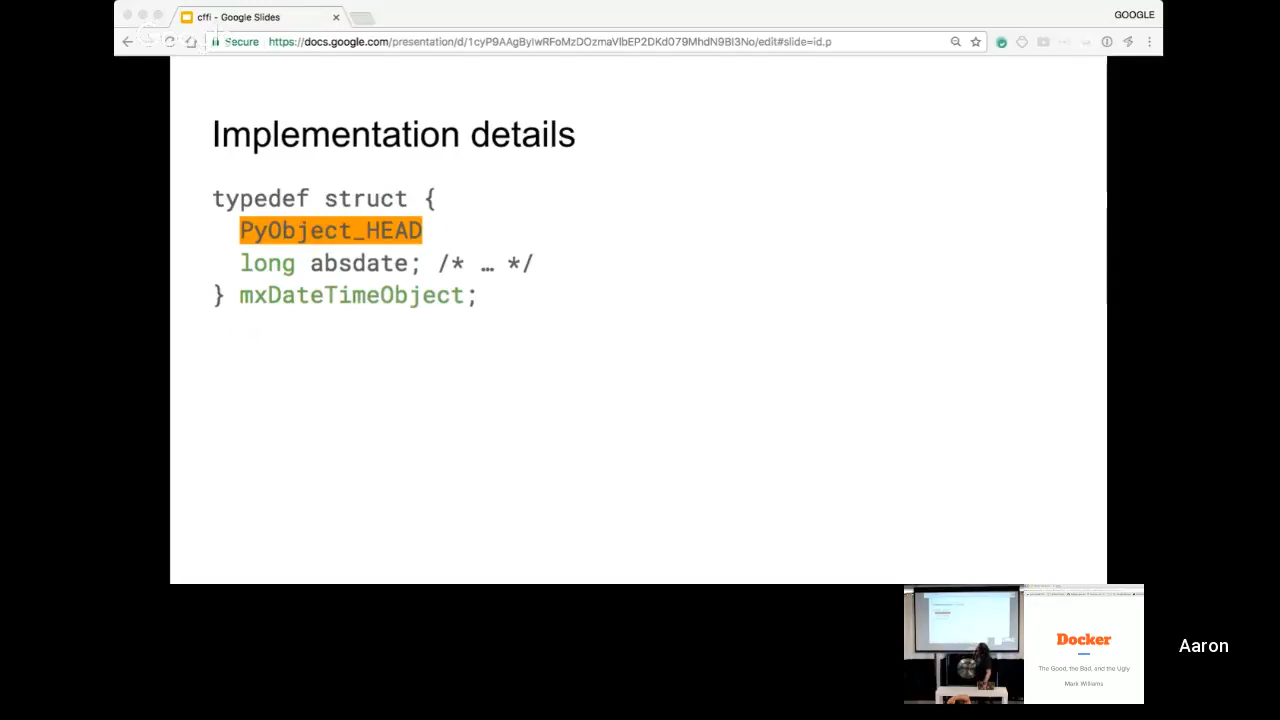 cffi - Google Slides
GOOGLE
Secure
https://docs.google.com/presentation/d/1cyP9AAgByIwRFoMzDOzmaVlbEP2DKd079MhdN9BI3No/edit#slide=id.p
Implementation details
typedef struct {
PyObject_HEAD
long absdate; /* … */
} mxDateTimeObject;
Docker
The Good, the Bad, and the Ugly
Mark Williams
Aaron